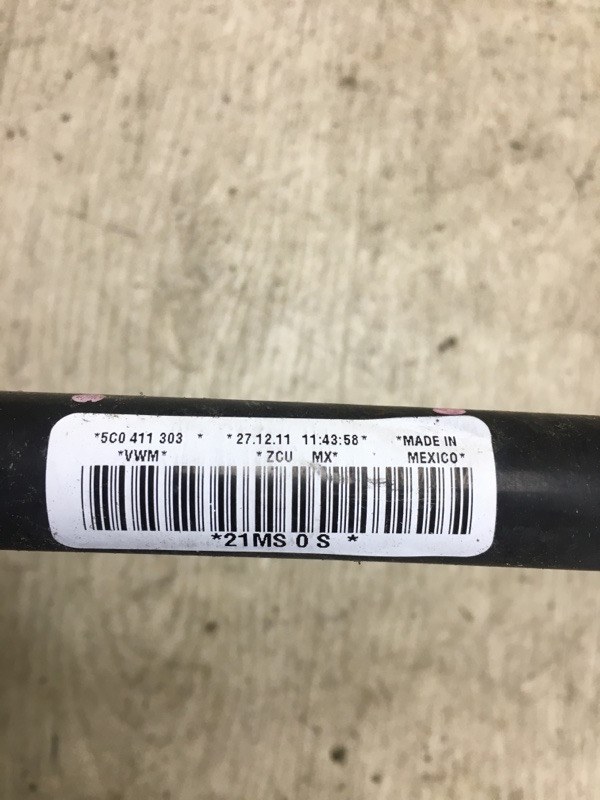 *5C0 411 303 * * 27.12.11 11:43:58 * *MADE IN
*VWM* * ZCU MX* MEXICO*
*21MS 0 S *